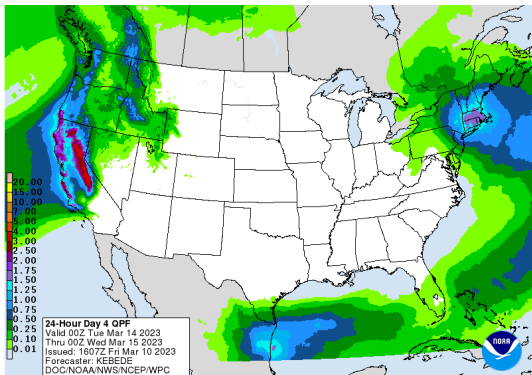 20.00
15.00
10.00
7.00
5.00
4.00
3.00
2.50
2.00
1.75
1.50
1.25
1.00
0.75
0.50
0.25
0.10
0.01
24-Hour Day 4 QPF
Valid 00Z Tue Mar 14 2023
Thru 00Z Wed Mar 15 2023
Issued: 1607Z Fri Mar 10 2023
Forecaster: KEBEDE
DOC/NOAA/NWS/NCEP/WPC
NOAA